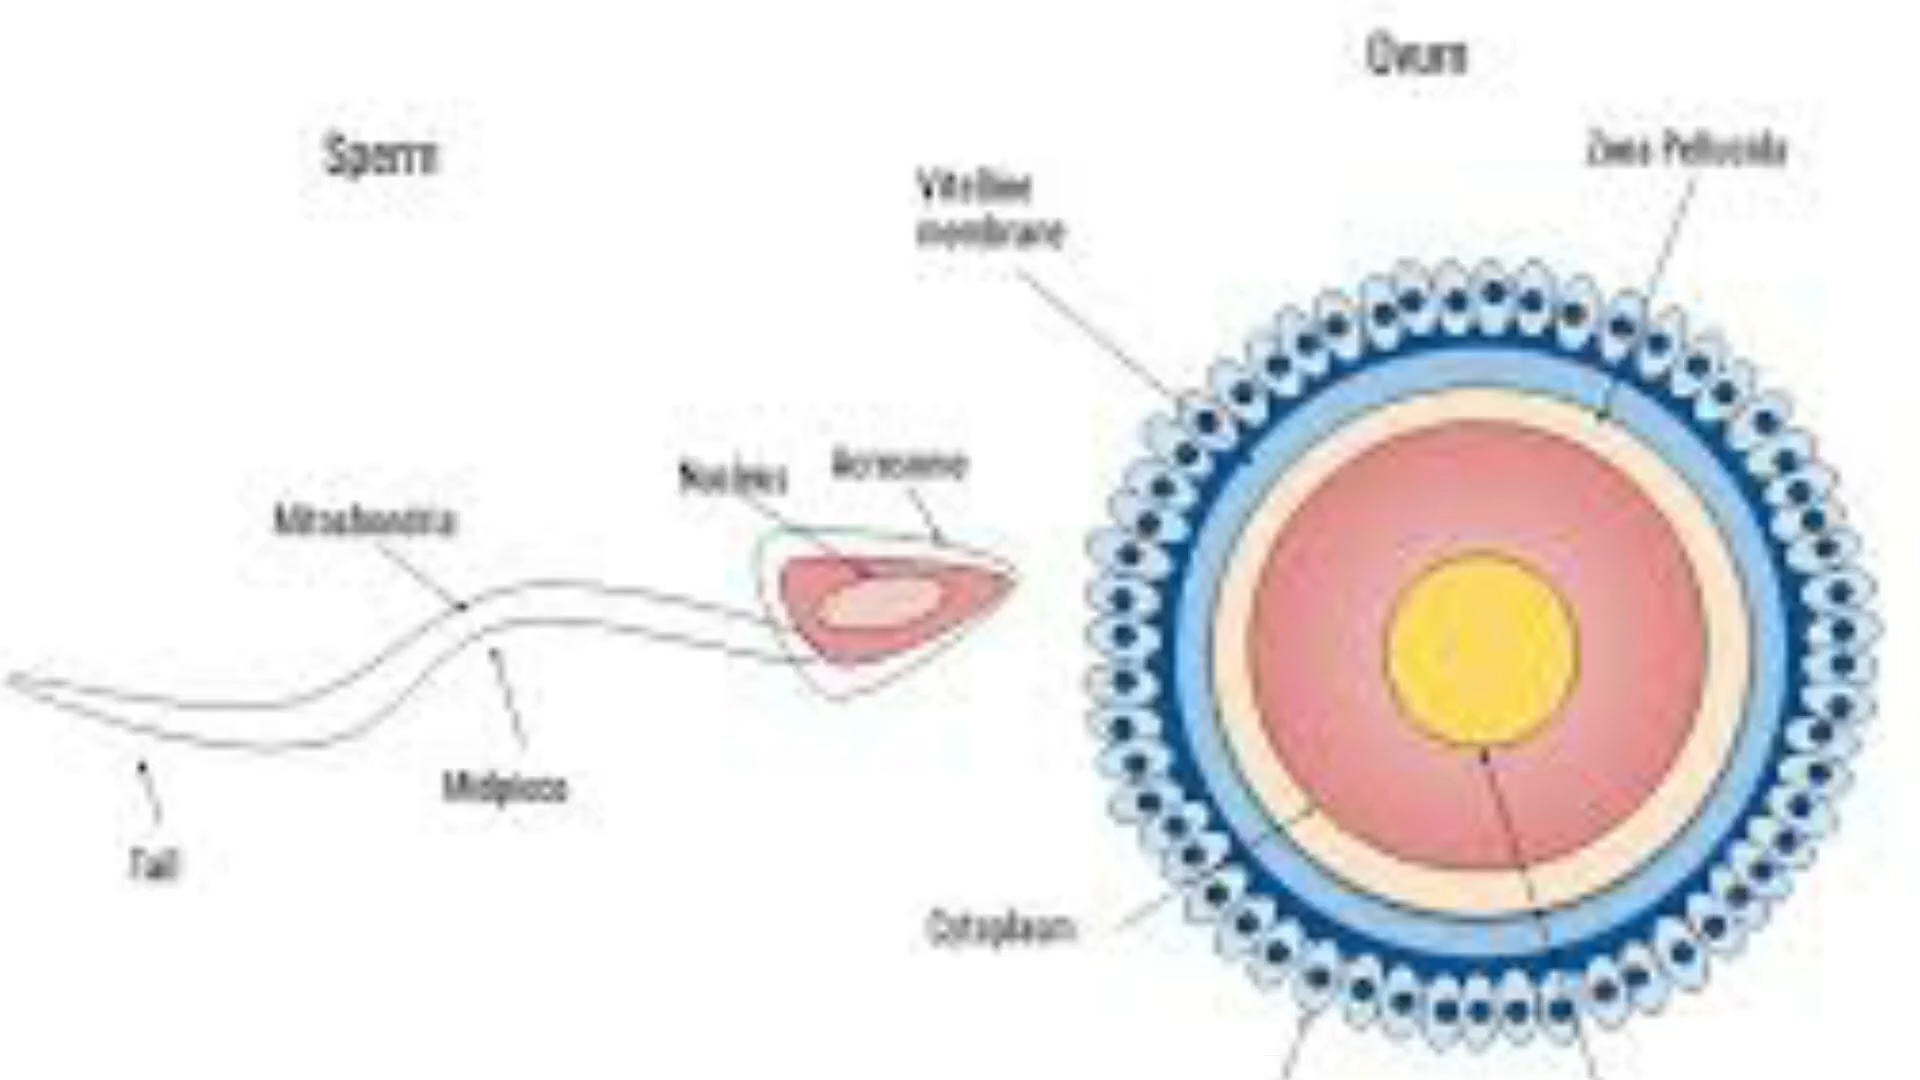 Ovum
Sperm
Zona Pellucida
Vitelline
membrane
Nucleus
Acrosome
Mitochondria
Midpiece
Tail
Cytoplasm